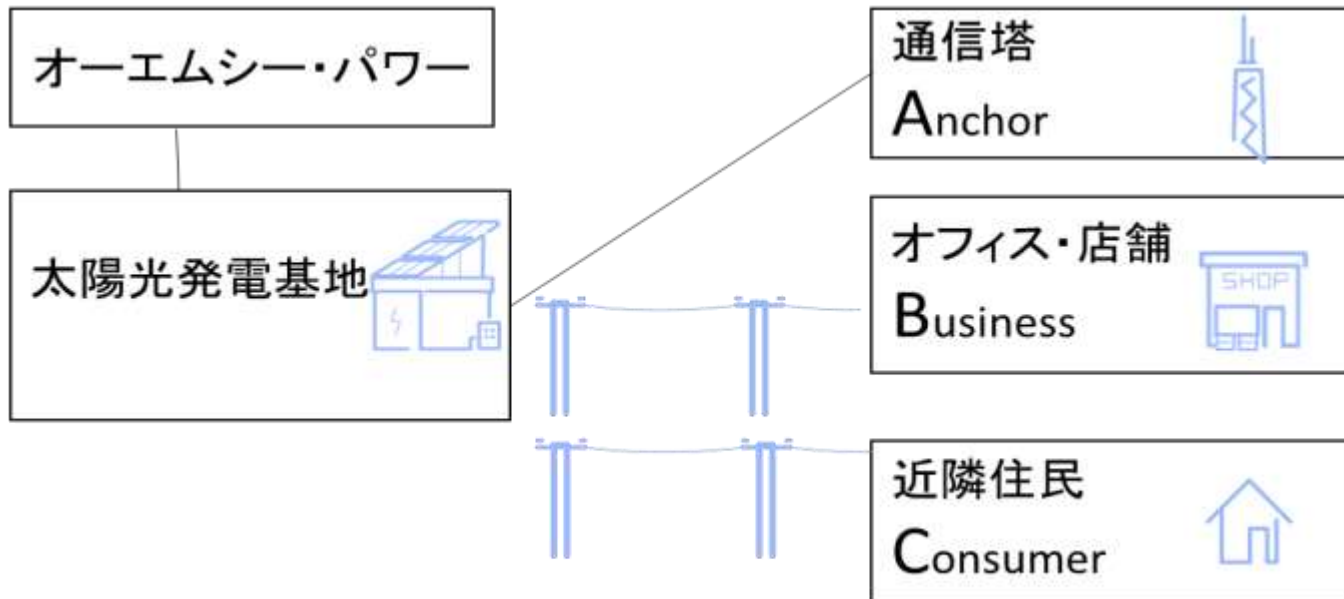 オーエムシー・パワー
太陽光発電基地
通信塔
Anchor
オフィス・店舗
SHOP
Business
近隣住民
Consumer